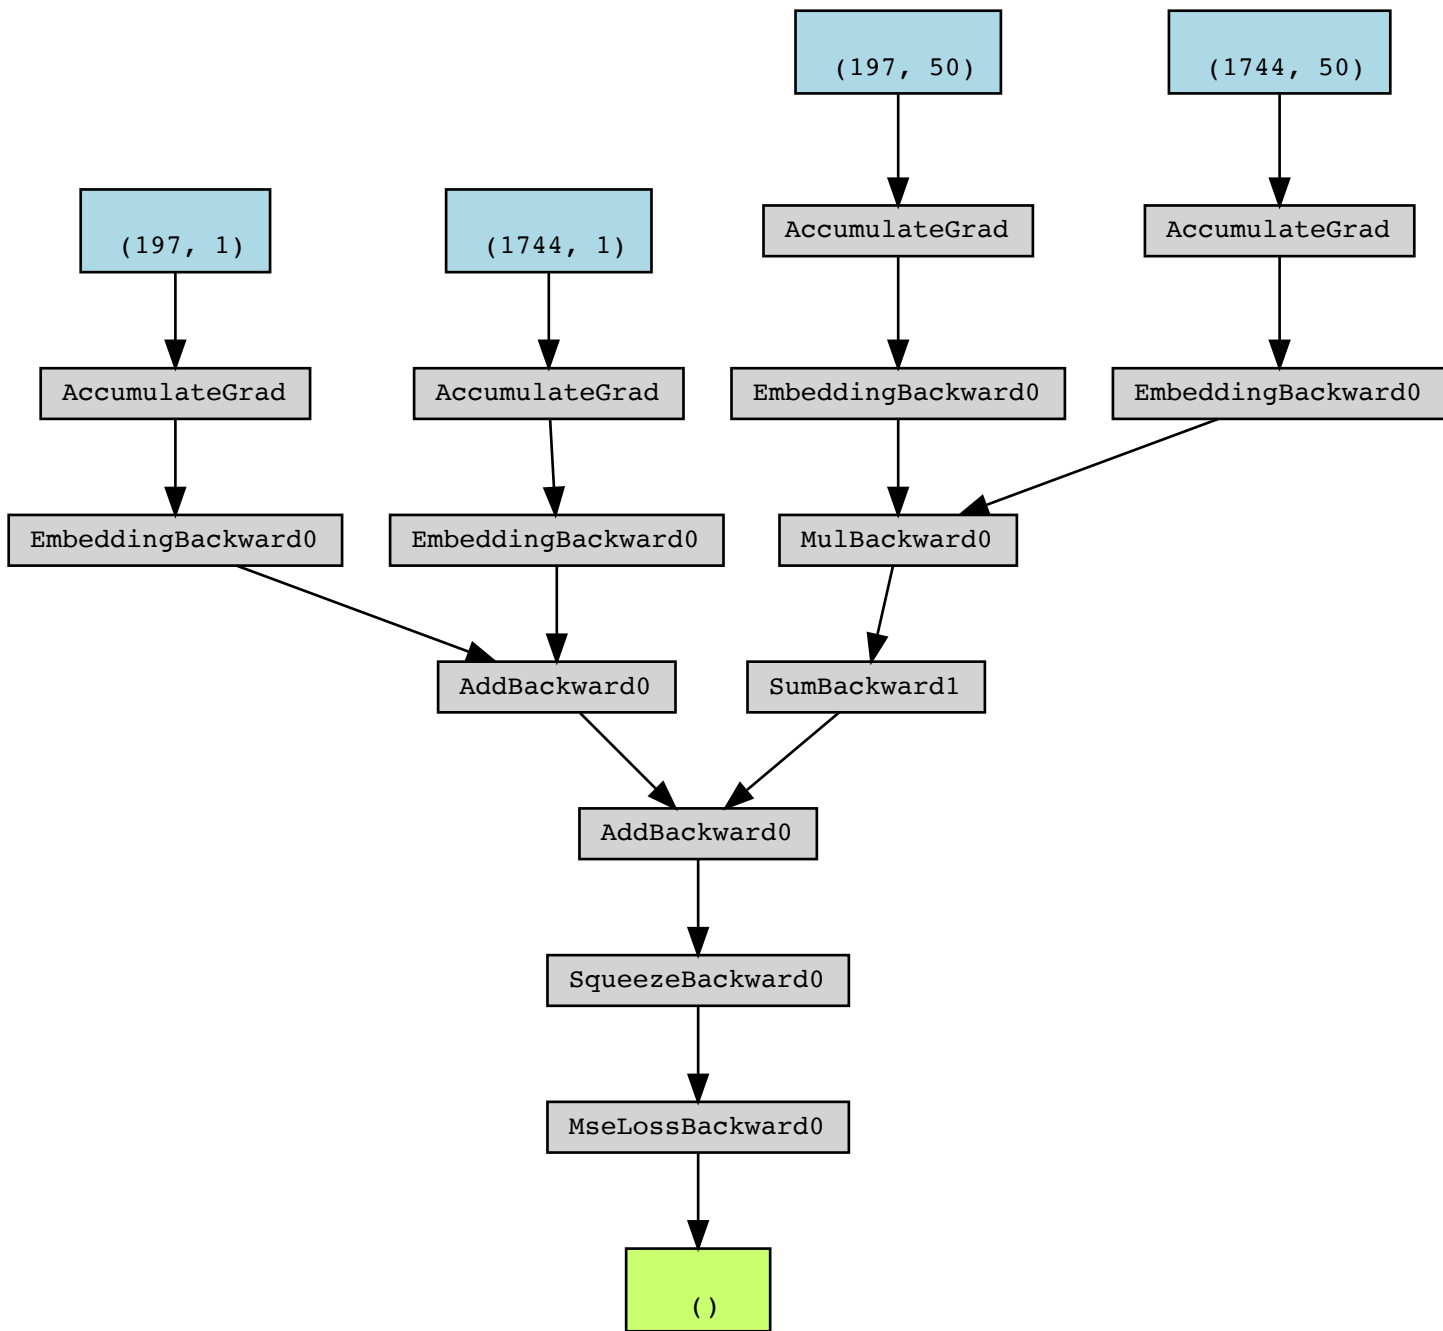 (197, 50)
(1744, 50)
(197, 1)
(1744, 1)
AccumulateGrad
AccumulateGrad
AccumulateGrad
AccumulateGrad
EmbeddingBackward0
EmbeddingBackward0
EmbeddingBackward0
EmbeddingBackward0
MulBackward0
AddBackward0
SumBackward1
AddBackward0
SqueezeBackward0
MseLossBackward0
()